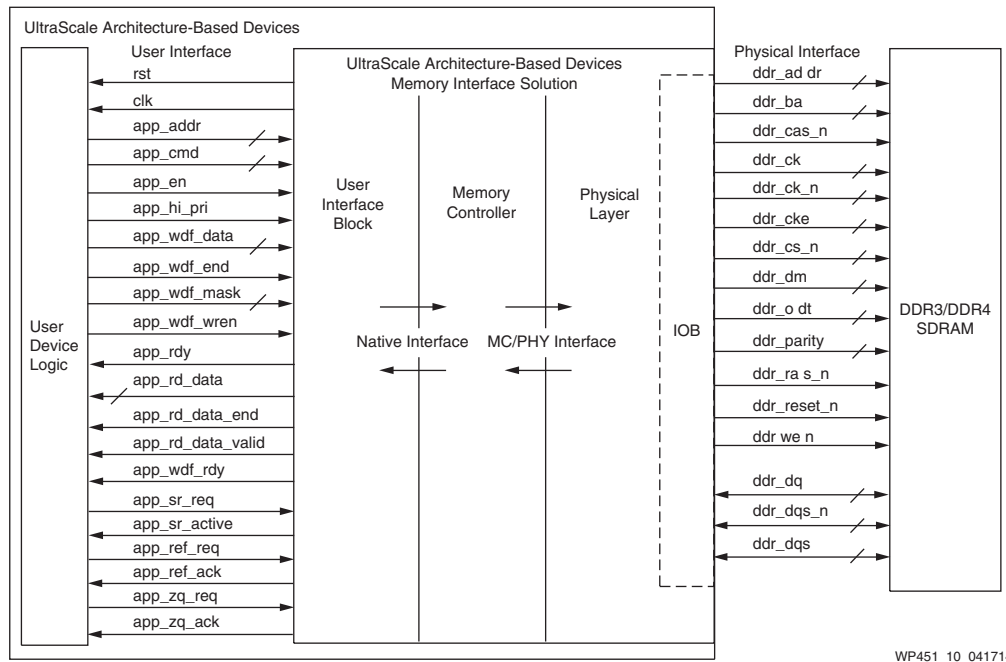 UltraScale Architecture-Based Devices
User Interface
rst
clk
app_addr
app_cmd
app_en
app_hi_pri
app_wdf_data
app_wdf_end
app_wdf_mask
app_wdf_wren
app_rdy
app_rd_data
app_rd_data_end
app_rd_data_valid
app_wdf_rdy
app_sr_req
app_sr_active
app_ref_req
app_ref_ack
app_zq_req
app_zq_ack
User
Device
Logic
UltraScale Architecture-Based Devices
Memory Interface Solution
User
Interface
Block
Memory
Controller
Physical
Layer
Native Interface
MC/PHY Interface
IOB
Physical Interface
ddr_ad dr
ddr_ba
ddr_cas_n
ddr_ck
ddr_ck_n
ddr_cke
ddr_cs_n
ddr_dm
ddr_o dt
ddr_parity
ddr_ra s_n
ddr_reset_n
ddr we n
ddr_dq
ddr_dqs_n
ddr_dqs
DDR3/DDR4
SDRAM
WP451_10_04171